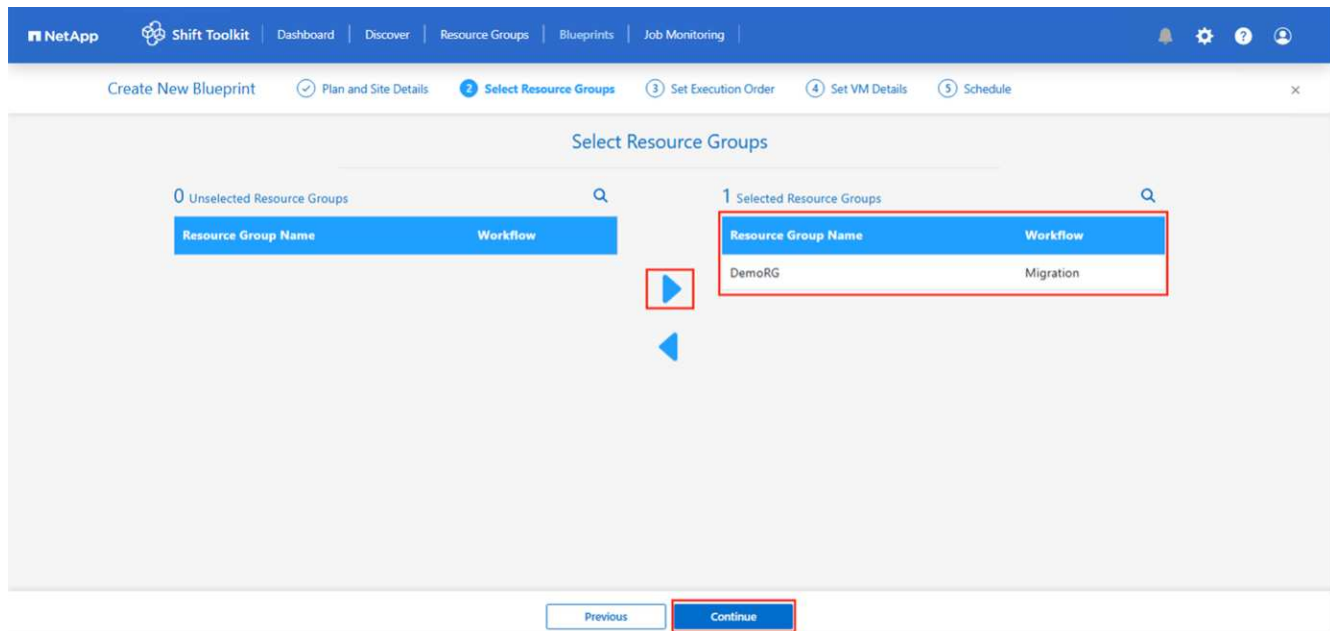 NetApp Shift Toolkit Dashboard Discover Resource Groups Blueprints Job Monitoring ?
Create New Blueprint Plan and Site Details 2 Select Resource Groups 3 Set Execution Order 4 Set VM Details 5 Schedule ×
Select Resource Groups
0 Unselected Resource Groups
Resource Group Name Workflow
1 Selected Resource Groups
Resource Group Name Workflow
DemoRG Migration
Previous Continue